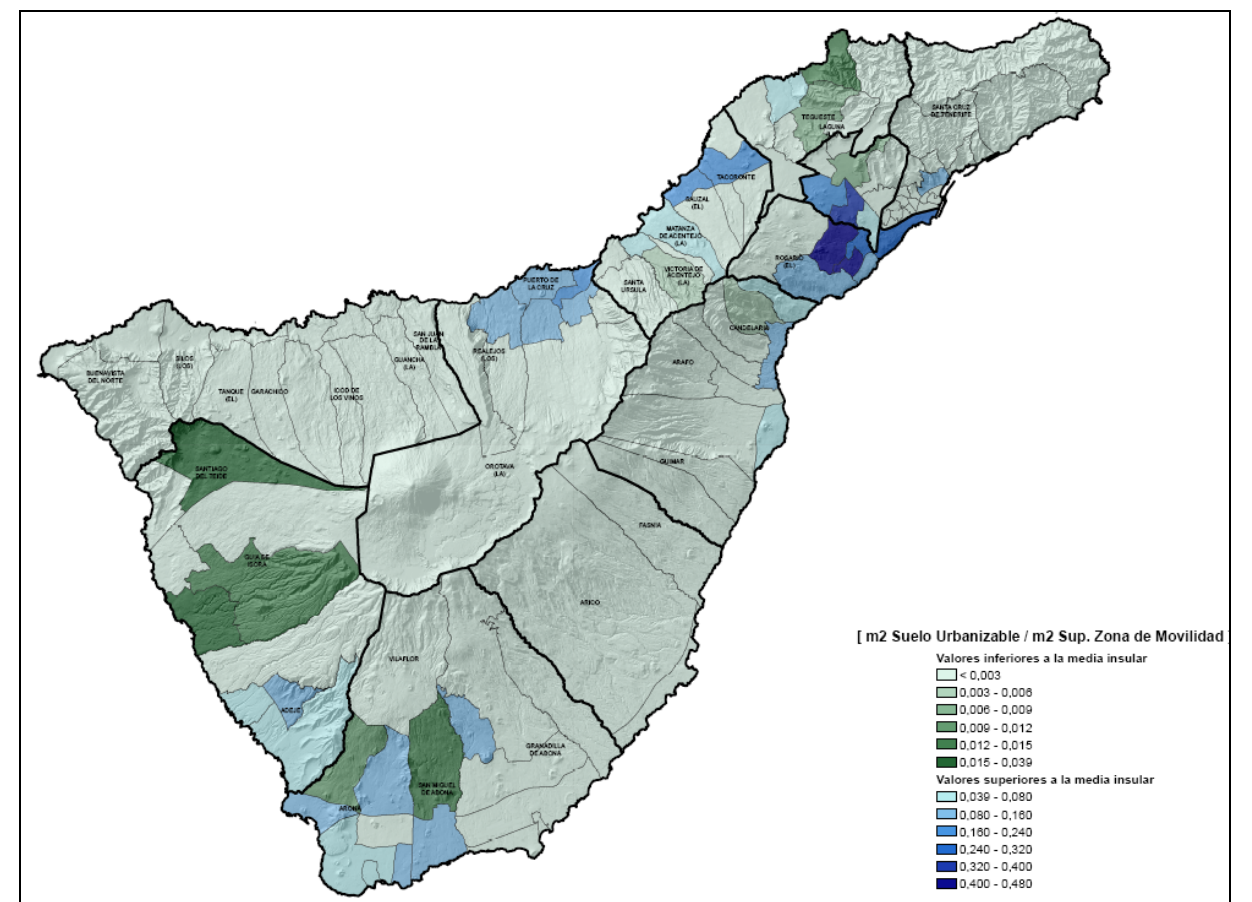 SANTA CRUZ
DE TENERIFE
TEGUESTE
LAGUNA
TACORONTE
SAUZAL
(EL)
MATANZA
DE ACENTEJO
(LA)
ROSARIO
(EL)
VICTORIA DE
ACENTEJO
(LA)
SANTA
URSULA
PUERTO DE
LA CRUZ
CANDELARIA
SAN JUAN
DE LA
RAMBLA
REALEJOS
(LOS)
GUANCHA
(LA)
ARAFO
SILOS
(LOS)
BUENAVISTA
DEL NORTE
TANQUE
(EL)
GARACHICO
ICOD DE
LOS VINOS
GUIMAR
OROTAVA
(LA)
SANTIAGO
DEL TEIDE
FASNIA
GUIA DE
ISORA
ARICO
VILAFLOR
ADEJE
GRANADILLA
DE ABONA
SAN MIGUEL
DE ABONA
ARONA
[ m2 Suelo Urbanizable / m2 Sup. Zona de Movilidad ]
Valores inferiores a la media insular
< 0,003
0,003 - 0,006
0,006 - 0,009
0,009 - 0,012
0,012 - 0,015
0,015 - 0,039
Valores superiores a la media insular
0,039 - 0,080
0,080 - 0,160
0,160 - 0,240
0,240 - 0,320
0,320 - 0,400
0,400 - 0,480